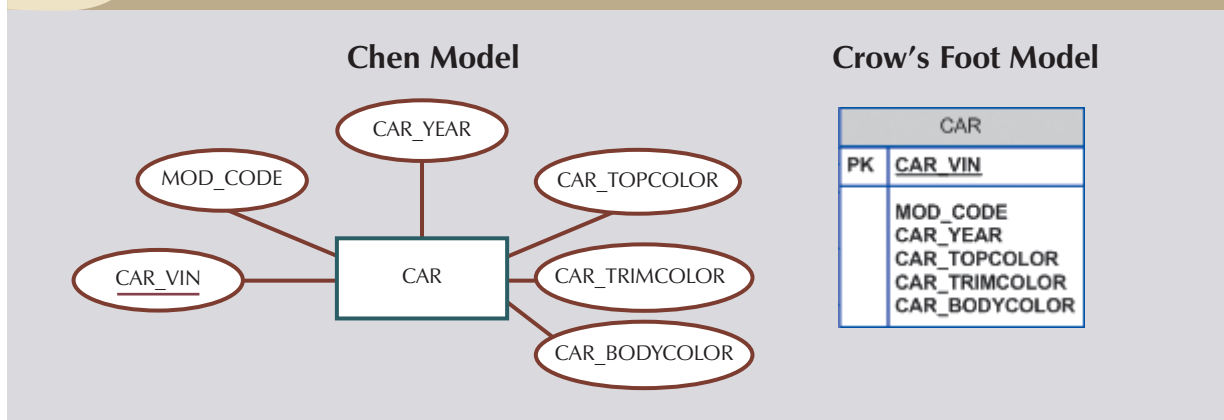 Chen Model
CAR_YEAR
MOD_CODE
CAR_TOPCOLOR
CAR_VIN
CAR
CAR_TRIMCOLOR
CAR_BODYCOLOR
Crow's Foot Model
CAR
PK CAR_VIN
MOD_CODE
CAR_YEAR
CAR_TOPCOLOR
CAR_TRIMCOLOR
CAR_BODYCOLOR